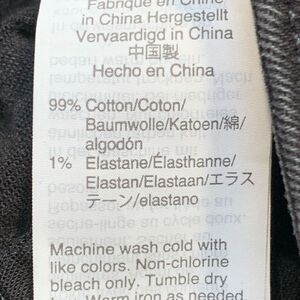 Fabriqué en Chine
in China Hergestellt
Vervaardigd in China
中国製
Hecho en China
99% Cotton/Coton/
Baumwolle/Katoen/綿/
algodón
1% Elastane/Élasthanne/
Elastan/Elastaan/エラス
テーン/elastano
Machine wash cold with
like colors. Non-chlorine
bleach only. Tumble dry
low. Warm iron as needed.